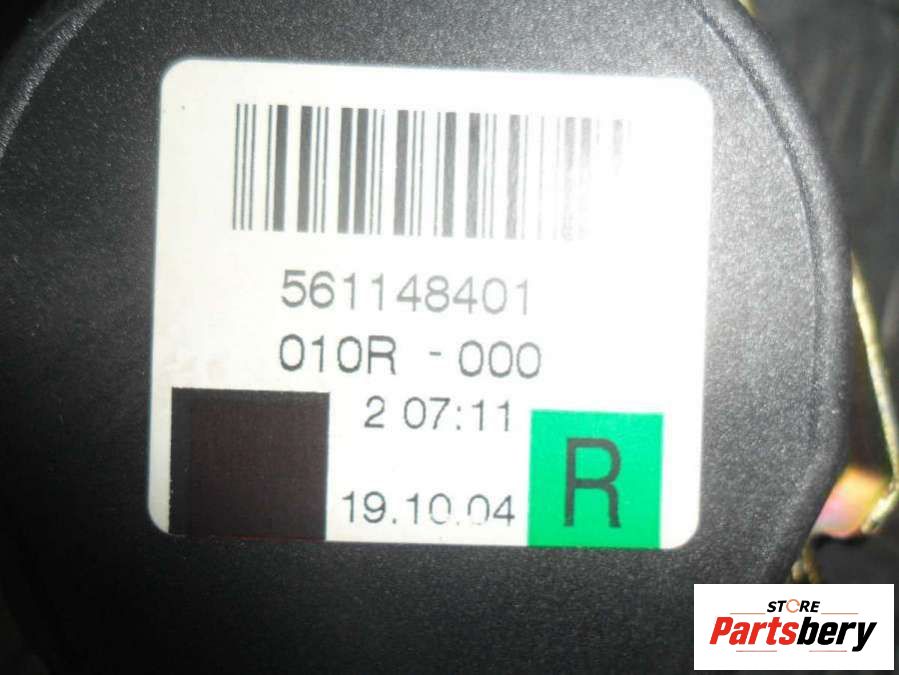 561148401
010R - 000
2 07:11
19.10.04
R
STORE
Partsbery